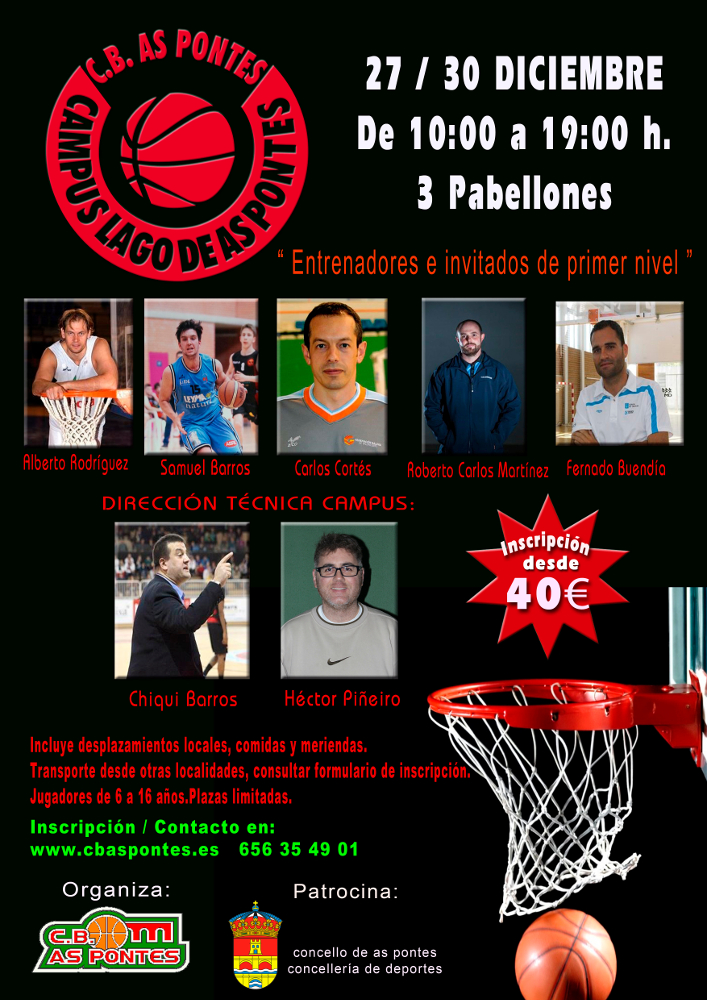 C.B. AS PONTES
CAMPUS LAGO DE AS PONTES
27 / 30 DICIEMBRE
De 10:00 a 19:00 h.
3 Pabellones
“ Entrenadores e invitados de primer nivel ”
Alberto Rodríguez
Samuel Barros
Carlos Cortés
Roberto Carlos Martínez
Fernado Buendía
DIRECCIÓN TÉCNICA CAMPUS:
Inscripción
desde
40€
Chiqui Barros
Héctor Piñeiro
Incluye desplazamientos locales, comidas y meriendas.
Transporte desde otras localidades, consultar formulario de inscripción.
Jugadores de 6 a 16 años.Plazas limitadas.
Inscripción / Contacto en:
www.cbaspontes.es 656 35 49 01
Organiza:
Patrocina:
C.B.
AS PONTES
concello de as pontes
concellería de deportes